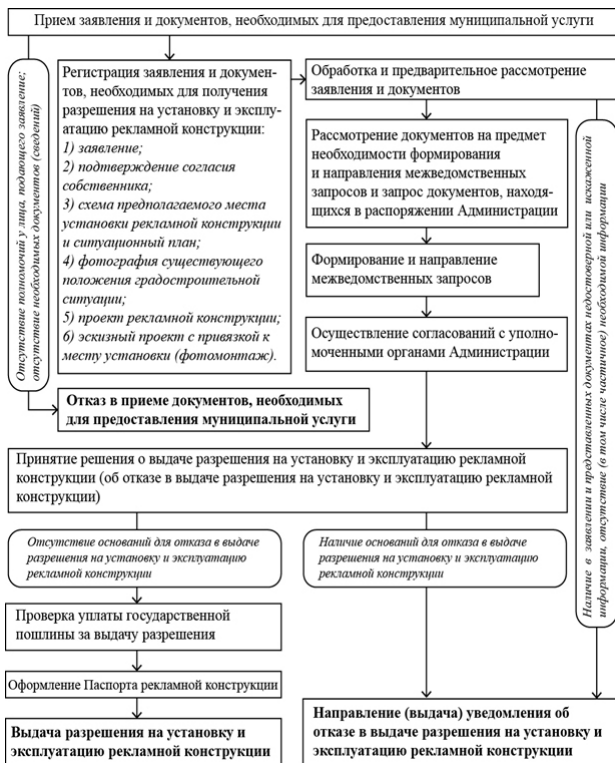 Прием заявления и документов, необходимых для предоставления муниципальной услуги
Отсутствие полномочий у лица, подающего заявление;
отсутствие необходимых документов (сведений)
Регистрация заявления и докумен-
тов, необходимых для получения
разрешения на установку и эксплу-
атацию рекламной конструкции:
1) заявление;
2) подтверждение согласия
собственника;
3) схема предполагаемого места
установки рекламной конструкции
и ситуационный план;
4) фотография существующего
положения градостроительной
ситуации;
5) проект рекламной конструкции;
6) эскизный проект с привязкой к
месту установки (фотомонтаж).
Обработка и предварительное рассмотрение
заявления и документов
Рассмотрение документов на предмет
необходимости формирования
и направления межведомственных
запросов и запрос документов, находя-
щихся в распоряжении Администрации
Формирование и направление
межведомственных запросов
Осуществление согласований с уполно-
моченными органами Администрации
Наличие в заявлении и представленных документах недостоверной или искаженной
информации, отсутствие (в том числе частичное) необходимой информации
Отказ в приеме документов, необходимых
для предоставления муниципальной услуги
Принятие решения о выдаче разрешения на установку и эксплуатацию рекламной
конструкции (об отказе в выдаче разрешения на установку и эксплуатацию рекламной
конструкции)
Отсутствие оснований для отказа в выдаче
разрешения на установку и эксплуатацию
рекламной конструкции
Наличие оснований для отказа в выдаче
разрешения на установку и эксплуатацию
рекламной конструкции
Проверка уплаты государственной
пошлины за выдачу разрешения
Оформление Паспорта рекламной конструкции
Выдача разрешения на установку и
эксплуатацию рекламной конструкции
Направление (выдача) уведомления об
отказе в выдаче разрешения на установку и
эксплуатацию рекламной конструкции